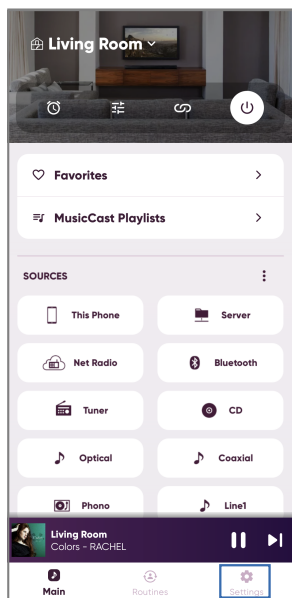 Living Room
Favorites
MusicCast Playlists
SOURCES
This Phone
Server
Net Radio
Bluetooth
Tuner
CD
Optical
Coaxial
Phono
Line1
Living Room
Colors - RACHEL
Main
Routines
Settings